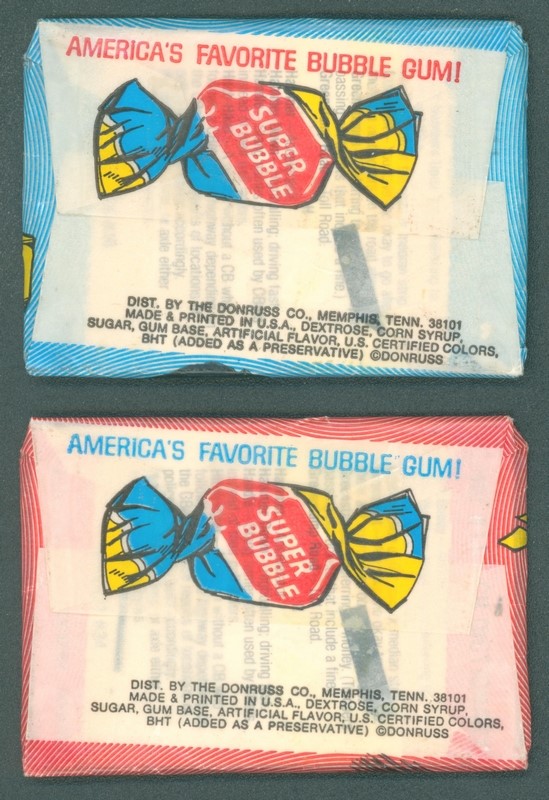 AMERICA'S FAVORITE BUBBLE GUM!
SUPER
BUBBLE
DIST. BY THE DONRUSS CO., MEMPHIS, TENN. 38101
MADE & PRINTED IN U.S.A., DEXTROSE, CORN SYRUP,
SUGAR, GUM BASE, ARTIFICIAL FLAVOR, U.S. CERTIFIED COLORS,
BHT (ADDED AS A PRESERVATIVE) ©DONRUSS
AMERICA'S FAVORITE BUBBLE GUM!
SUPER
BUBBLE
DIST. BY THE DONRUSS CO., MEMPHIS, TENN. 38101
MADE & PRINTED IN U.S.A., DEXTROSE, CORN SYRUP,
SUGAR, GUM BASE, ARTIFICIAL FLAVOR, U.S. CERTIFIED COLORS,
BHT (ADDED AS A PRESERVATIVE) ©DONRUSS